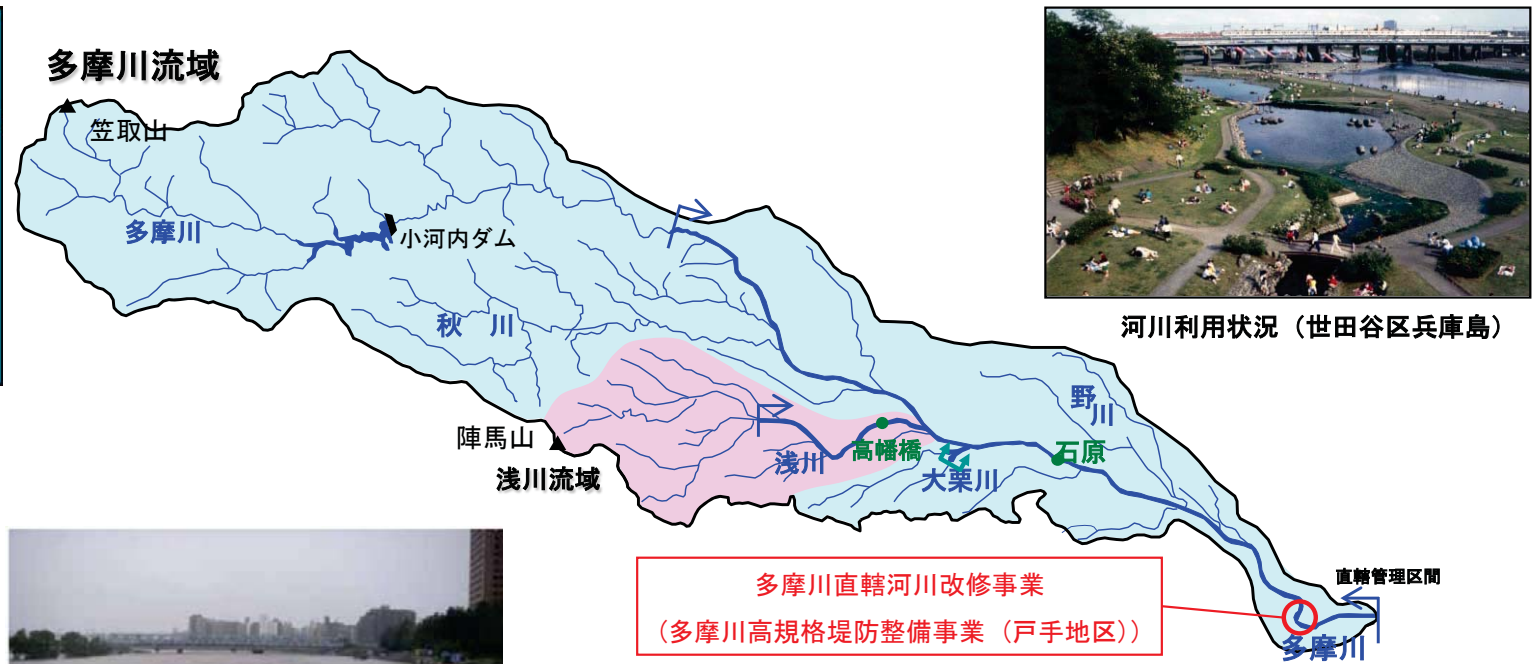 多摩川流域
笠取山
多摩川
小河内ダム
秋 川
河川利用状況（世田谷区兵庫島）
野川
陣馬山
高幡橋
石原
浅川
大栗川
浅川流域
直轄管理区間
多摩川直轄河川改修事業
（多摩川高規格堤防整備事業（戸手地区））
多摩川